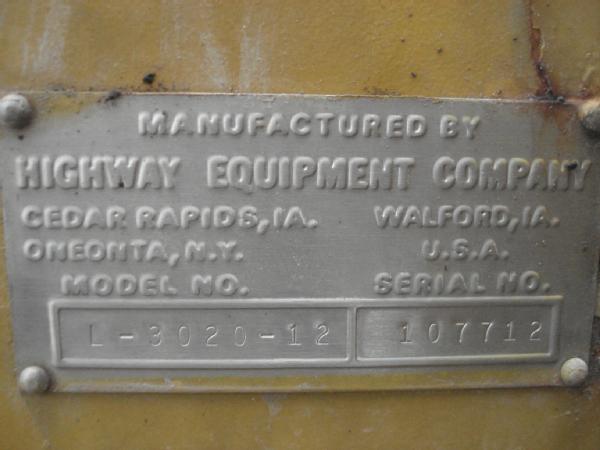 MANUFACTURED BY
HIGHWAY EQUIPMENT COMPANY
CEDAR RAPIDS, IA. WALFORD, IA.
ONEONTA, N.Y. U.S.A.
MODEL NO. SERIAL NO.
L-3020-12 107712